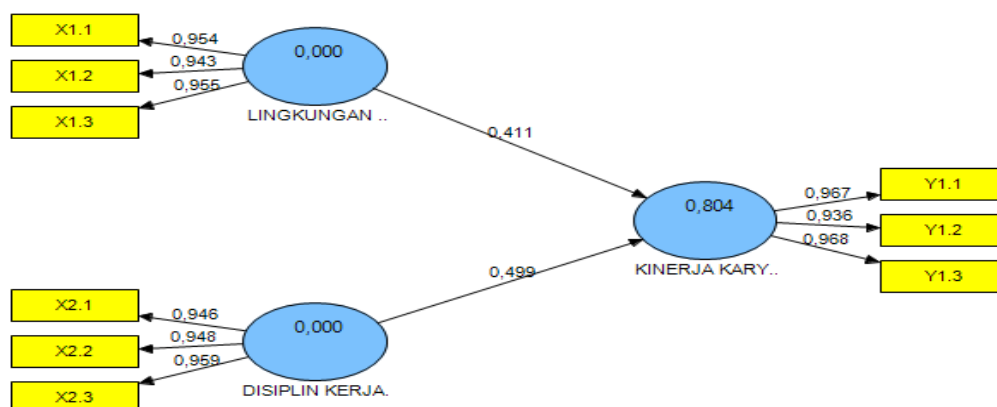 X1.1
0,954
0,000
X1.2
0,943
0,955
X1.3
LINGKUNGAN ..
0,411
0,804
0,967
Y1.1
0,936
Y1.2
0,968
Y1.3
KINERJA KARY..
0,499
X2.1
0,946
0,000
X2.2
0,948
0,959
X2.3
DISIPLIN KERJA.